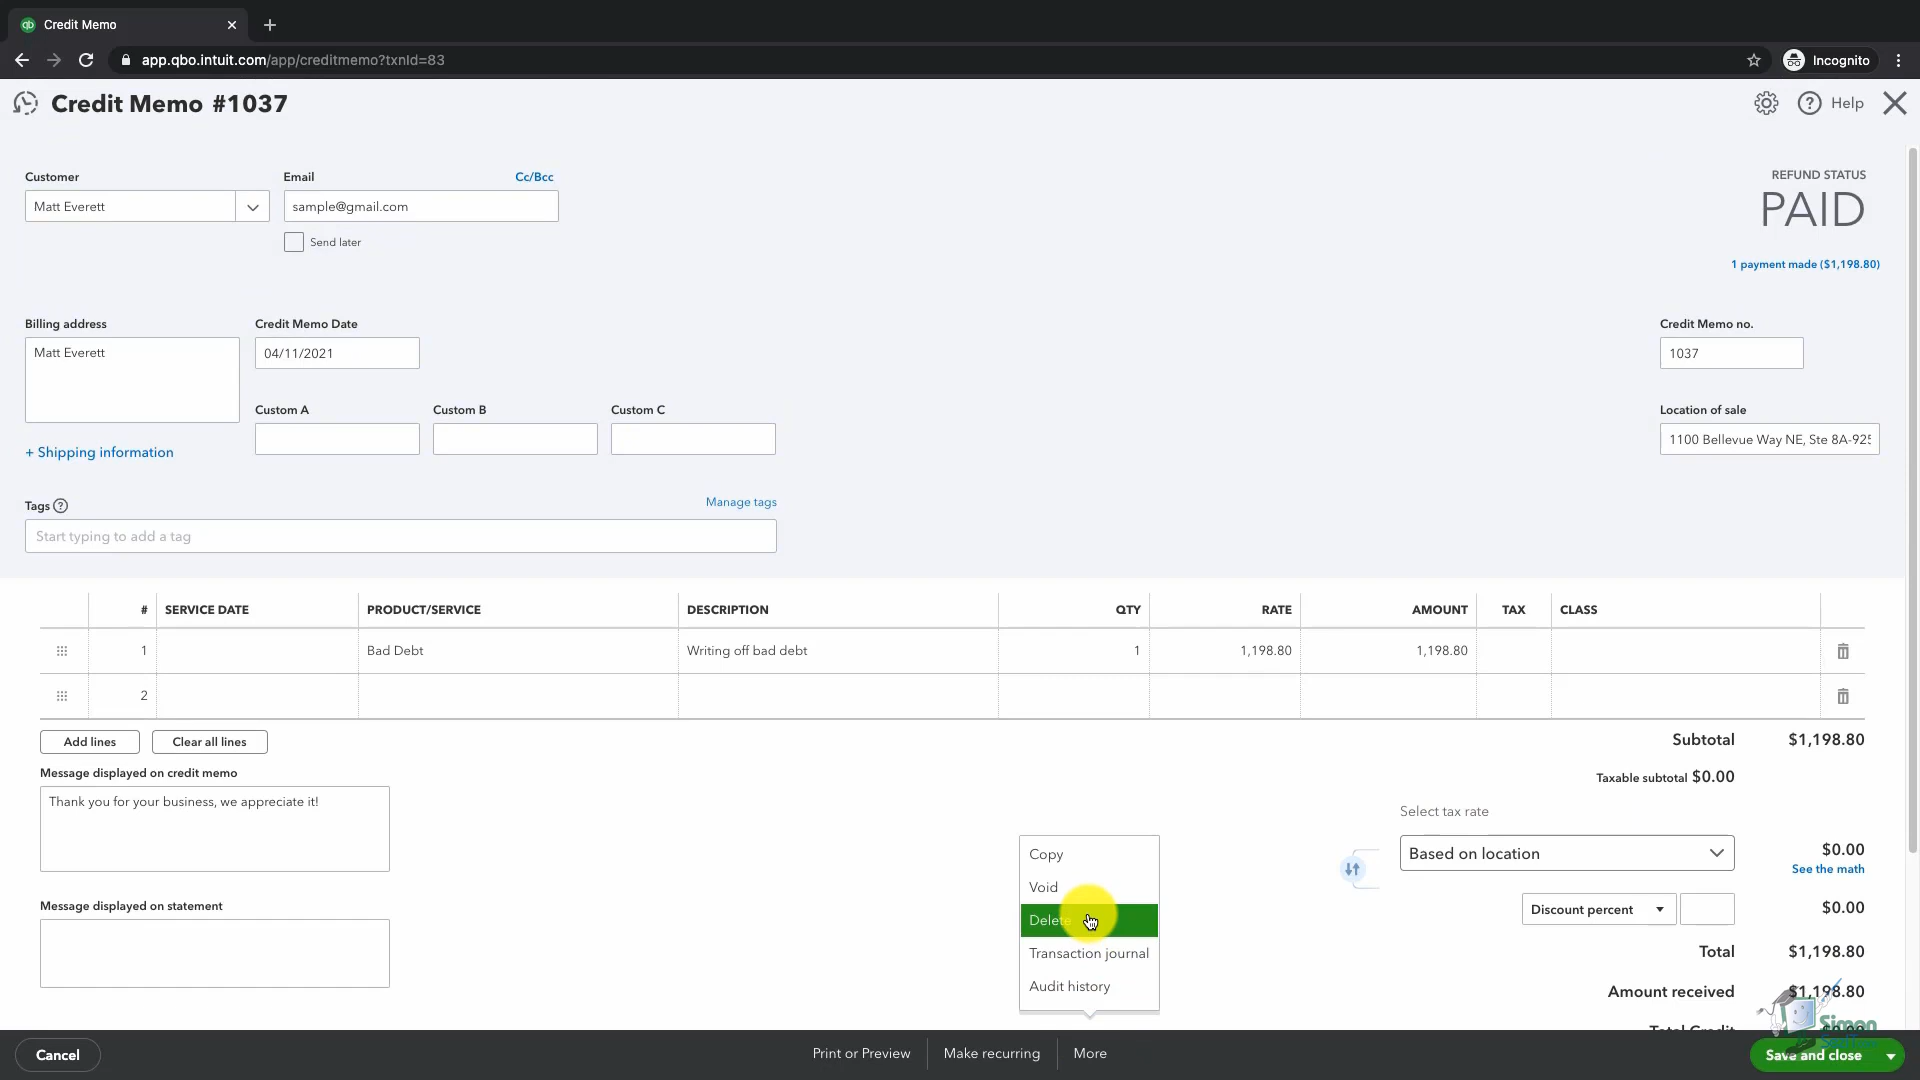 Credit Memo
app.qbo.intuit.com/app/creditmemo?txnId=83
Incognito
Credit Memo #1037
Help
Customer
Email
Cc/Bcc
REFUND STATUS
Matt Everett
sample@gmail.com
PAID
Send later
1 payment made ($1,198.80)
Billing address
Credit Memo Date
Credit Memo no.
Matt Everett
04/11/2021
1037
Custom A
Custom B
Custom C
Location of sale
1100 Bellevue Way NE, Ste 8A-925
+ Shipping information
Tags
Manage tags
Start typing to add a tag
# SERVICE DATE PRODUCT/SERVICE DESCRIPTION QTY RATE AMOUNT TAX CLASS
1 Bad Debt Writing off bad debt 1 1,198.80 1,198.80
2
Add lines
Clear all lines
Subtotal $1,198.80
Message displayed on credit memo
Taxable subtotal $0.00
Thank you for your business, we appreciate it!
Select tax rate
Based on location
$0.00
See the math
Copy
Void
Delete
Transaction journal
Audit history
Message displayed on statement
Discount percent
$0.00
Total $1,198.80
Amount received $1,198.80
Total Credit
Cancel
Print or Preview
Make recurring
More
Save and close